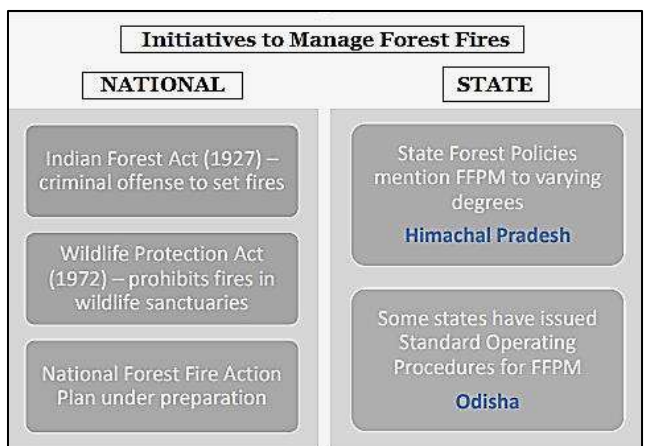 Initiatives to Manage Forest Fires
NATIONAL
Indian Forest Act (1927) –
criminal offense to set fires
Wildlife Protection Act
(1972) – prohibits fires in
wildlife sanctuaries
National Forest Fire Action
Plan under preparation
STATE
State Forest Policies
mention FFPM to varying
degrees
Himachal Pradesh
Some states have issued
Standard Operating
Procedures for FFPM
Odisha